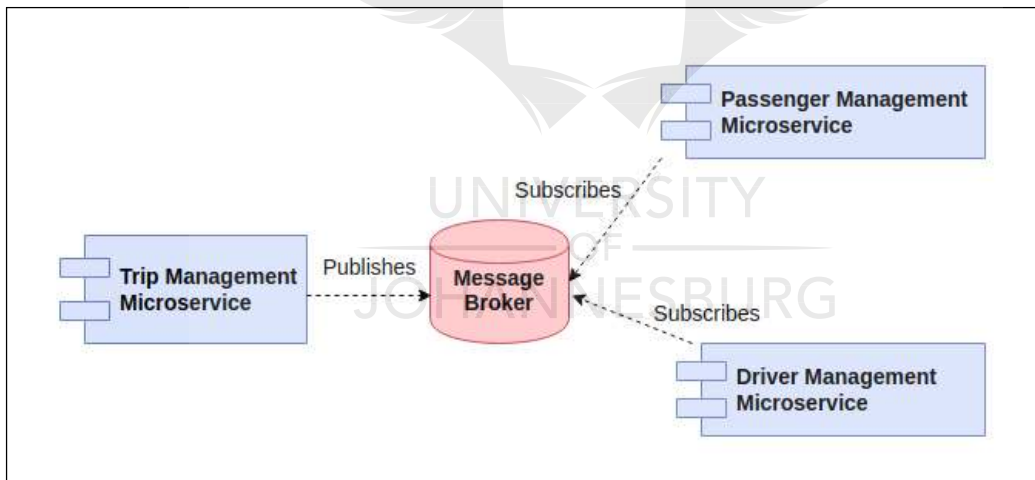 Passenger Management
Microservice
Subscribes
UNIVERSITY
OF
JOHANNESBURG
Trip Management
Microservice
Publishes
Message
Broker
Subscribes
Driver Management
Microservice